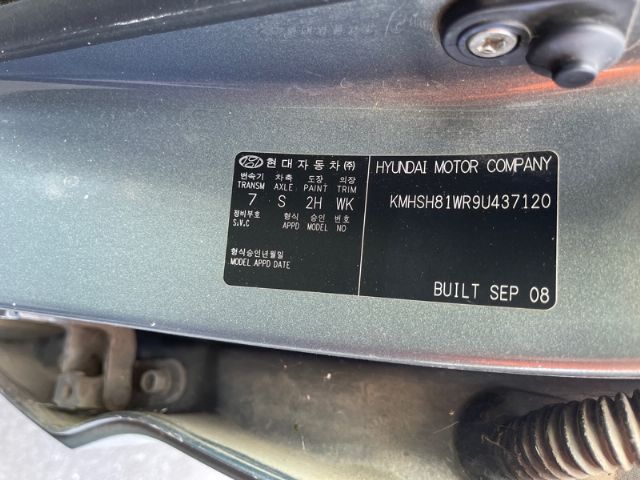 현대자동차㈜
변속기 차축 도장 의장
TRANSM AXLE PAINT TRIM
7 S 2H WK
정비부호 형식 승인 번호
S.V.C APPD MODEL NO
형식승인년월일
MODEL APPD DATE
HYUNDAI MOTOR COMPANY
KMHSH81WR9U437120
BUILT SEP 08